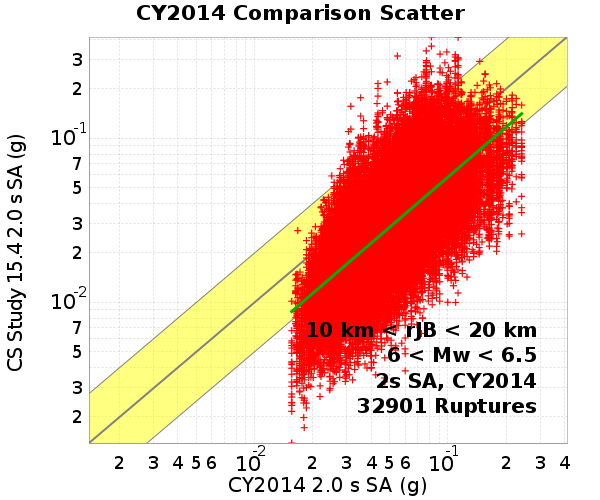 CY2014 Comparison Scatter
CS Study 15.4 2.0 s SA (g)
3
2
10-1
7
5
3
2
10-2
7
5
3
2
10 km < rJB < 20 km
6 < Mw < 6.5
2s SA, CY2014
32901 Ruptures
2 3 4 5 6 10-2 2 3 4 5 6 10-1 2 3 4
CY2014 2.0 s SA (g)